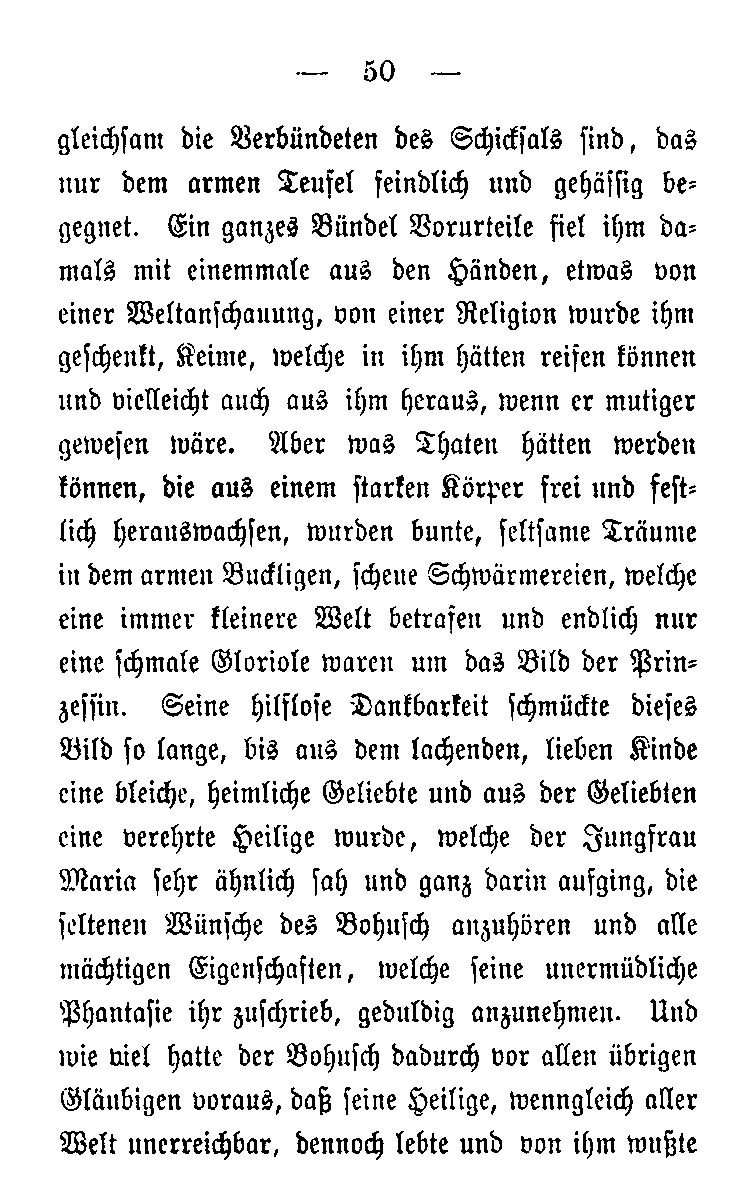 — 50 —
gleichsam die Verbündeten des Schicksals sind, das
nur dem armen Teufel feindlich und gehässig be-
gegnet. Ein ganzes Bündel Vorurteile fiel ihm da-
mals mit einemmale aus den Händen, etwas von
einer Weltanschauung, von einer Religion wurde ihm
geschenkt, Keime, welche in ihm hätten reifen können
und vielleicht auch aus ihm heraus, wenn er mutiger
gewesen wäre. Aber was Thaten hätten werden
können, die aus einem starken Körper frei und fest-
lich herauswachsen, wurden bunte, seltsame Träume
in dem armen Buckligen, scheue Schwärmereien, welche
eine immer kleinere Welt betrafen und endlich nur
eine schmale Gloriole waren um das Bild der Prin-
zessin. Seine hilflose Dankbarkeit schmückte dieses
Bild so lange, bis aus dem lachenden, lieben Kinde
eine bleiche, heimliche Geliebte und aus der Geliebten
eine verehrte Heilige wurde, welche der Jungfrau
Maria sehr ähnlich sah und ganz darin aufging, die
seltenen Wünsche des Bohusch anzuhören und alle
mächtigen Eigenschaften, welche seine unermüdliche
Phantasie ihr zuschrieb, geduldig anzunehmen. Und
wie viel hatte der Bohusch dadurch vor allen übrigen
Gläubigen voraus, daß seine Heilige, wenngleich aller
Welt unerreichbar, dennoch lebte und von ihm wußte